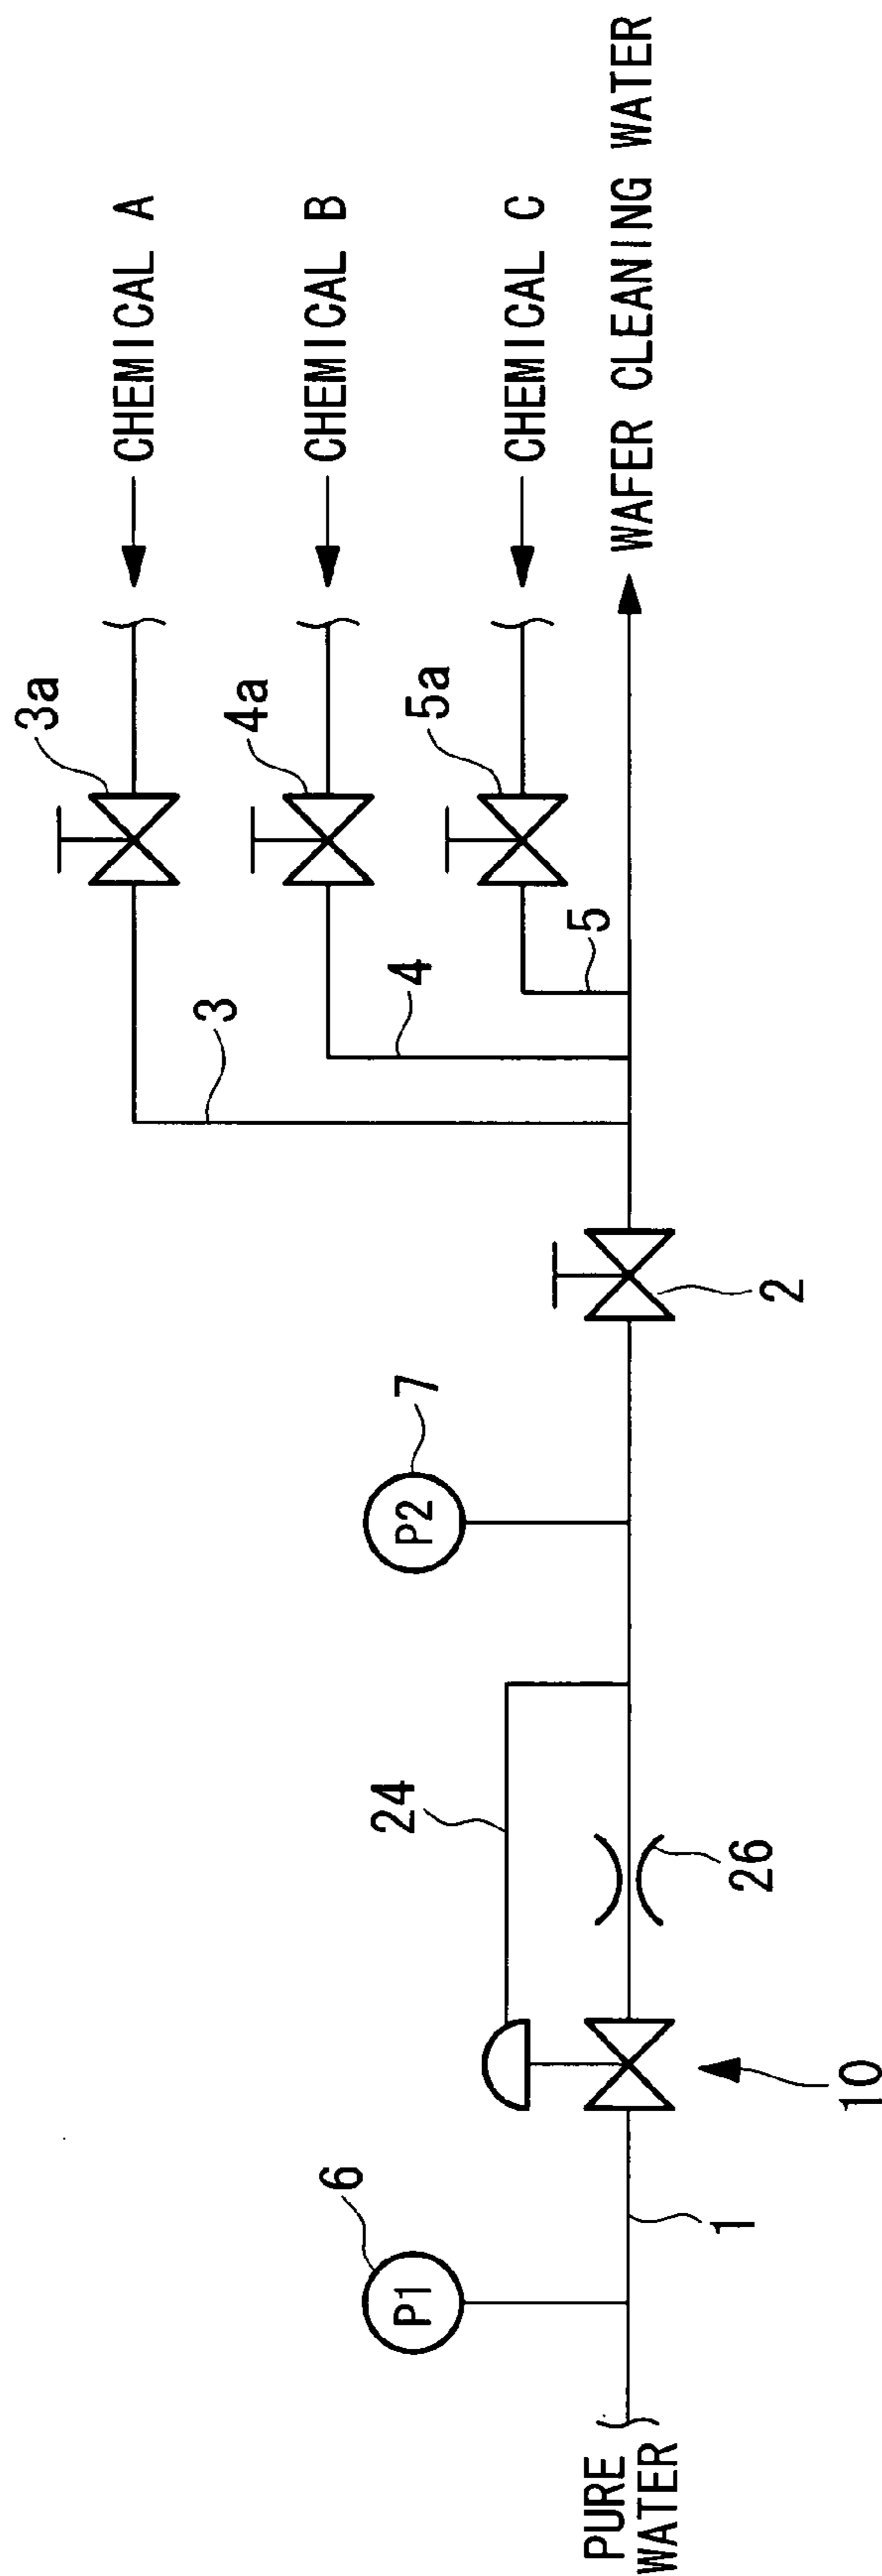 CHEMICAL A
3a
CHEMICAL B
4a
3
CHEMICAL C
5a
4
5
WAFER CLEANING WATER
P1
6
P2
7
24
PURE
WATER
1
10
26
2